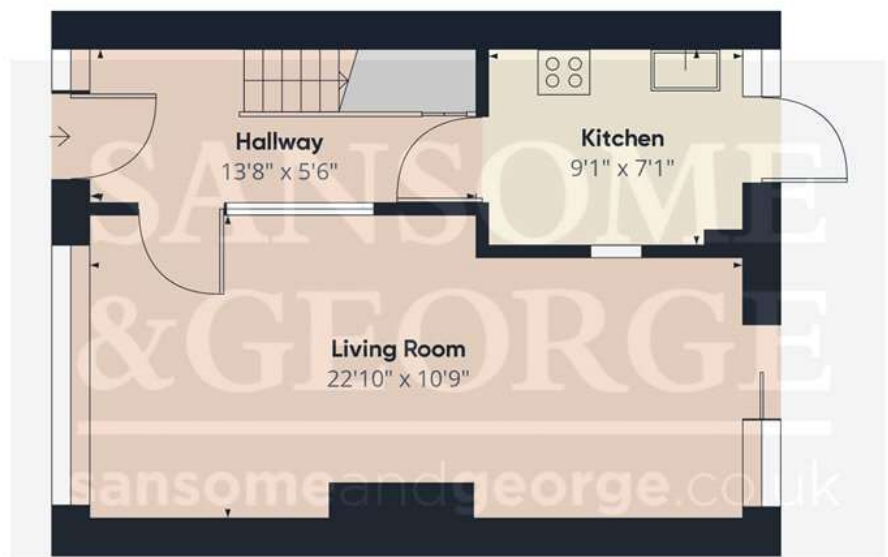 Hallway
13'8" x 5'6"
Kitchen
9'1" x 7'1"
SANSOME
&GEORGE
Living Room
22'10" x 10'9"
sansomeandgeorge.co.uk